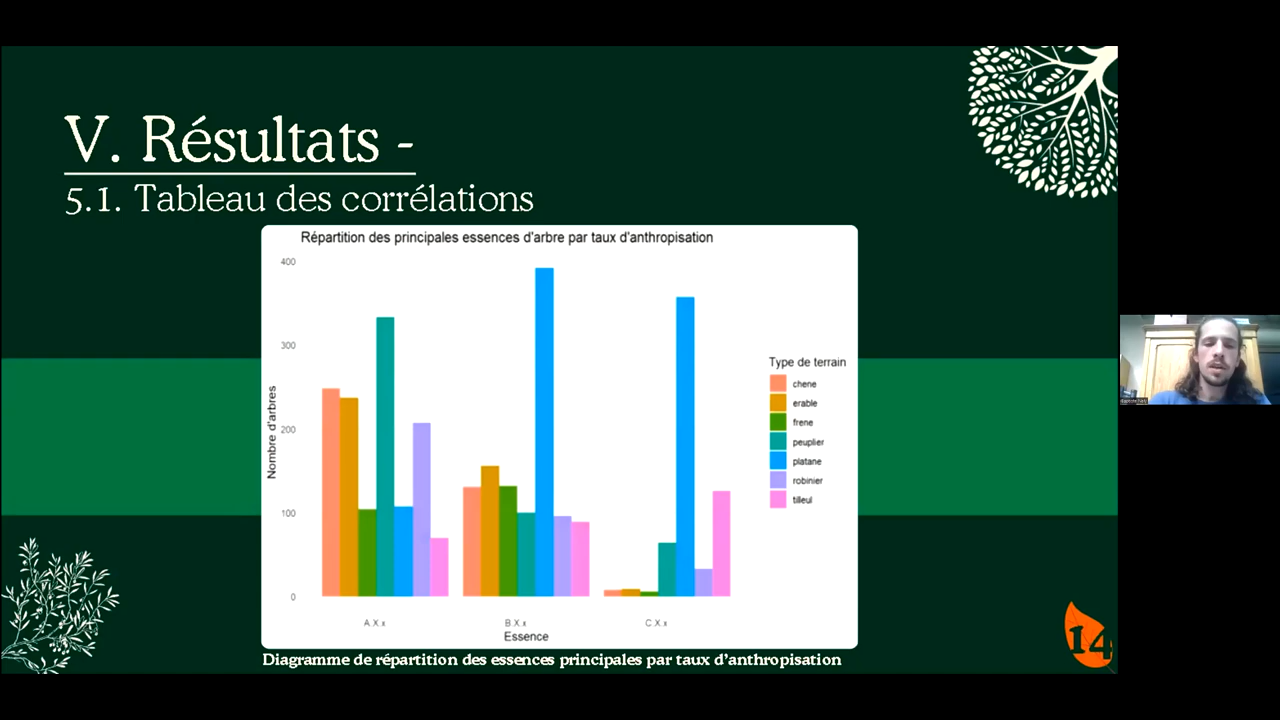 V. Résultats -
5.1. Tableau des corrélations
Répartition des principales essences d'arbre par taux d'anthropisation
400
300
200
100
0
Nombre d'arbres
A.X.x
B.X.x
C.X.x
Essence
Type de terrain
chene
erable
frene
peuplier
platane
robinier
tilleul
Diagramme de répartition des essences principales par taux d'anthropisation
14